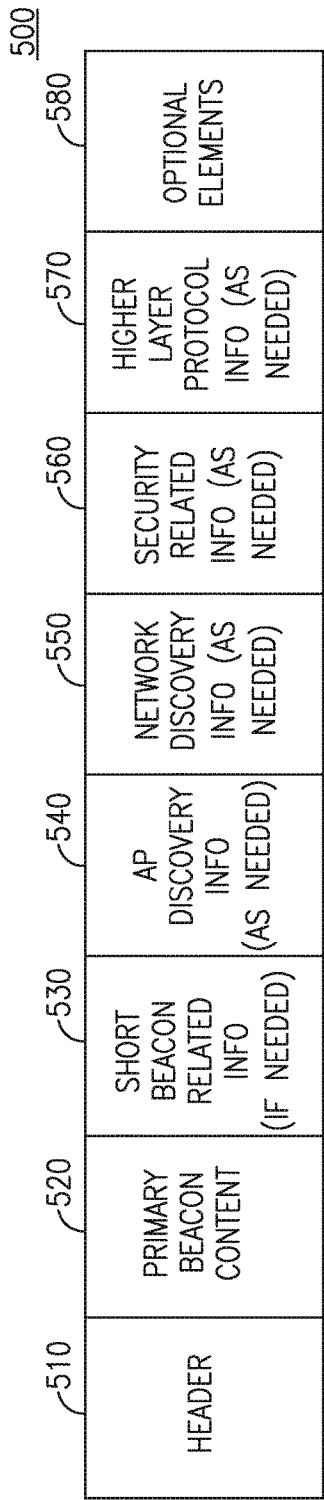 500
510
520
530
540
550
560
570
580
HEADER
PRIMARY
BEACON
CONTENT
SHORT
BEACON
RELATED
INFO
(IF NEEDED)
AP
DISCOVERY
INFO
(AS NEEDED)
NETWORK
DISCOVERY
INFO (AS
NEEDED)
SECURITY
RELATED
INFO (AS
NEEDED)
HIGHER
LAYER
PROTOCOL
INFO (AS
NEEDED)
OPTIONAL
ELEMENTS